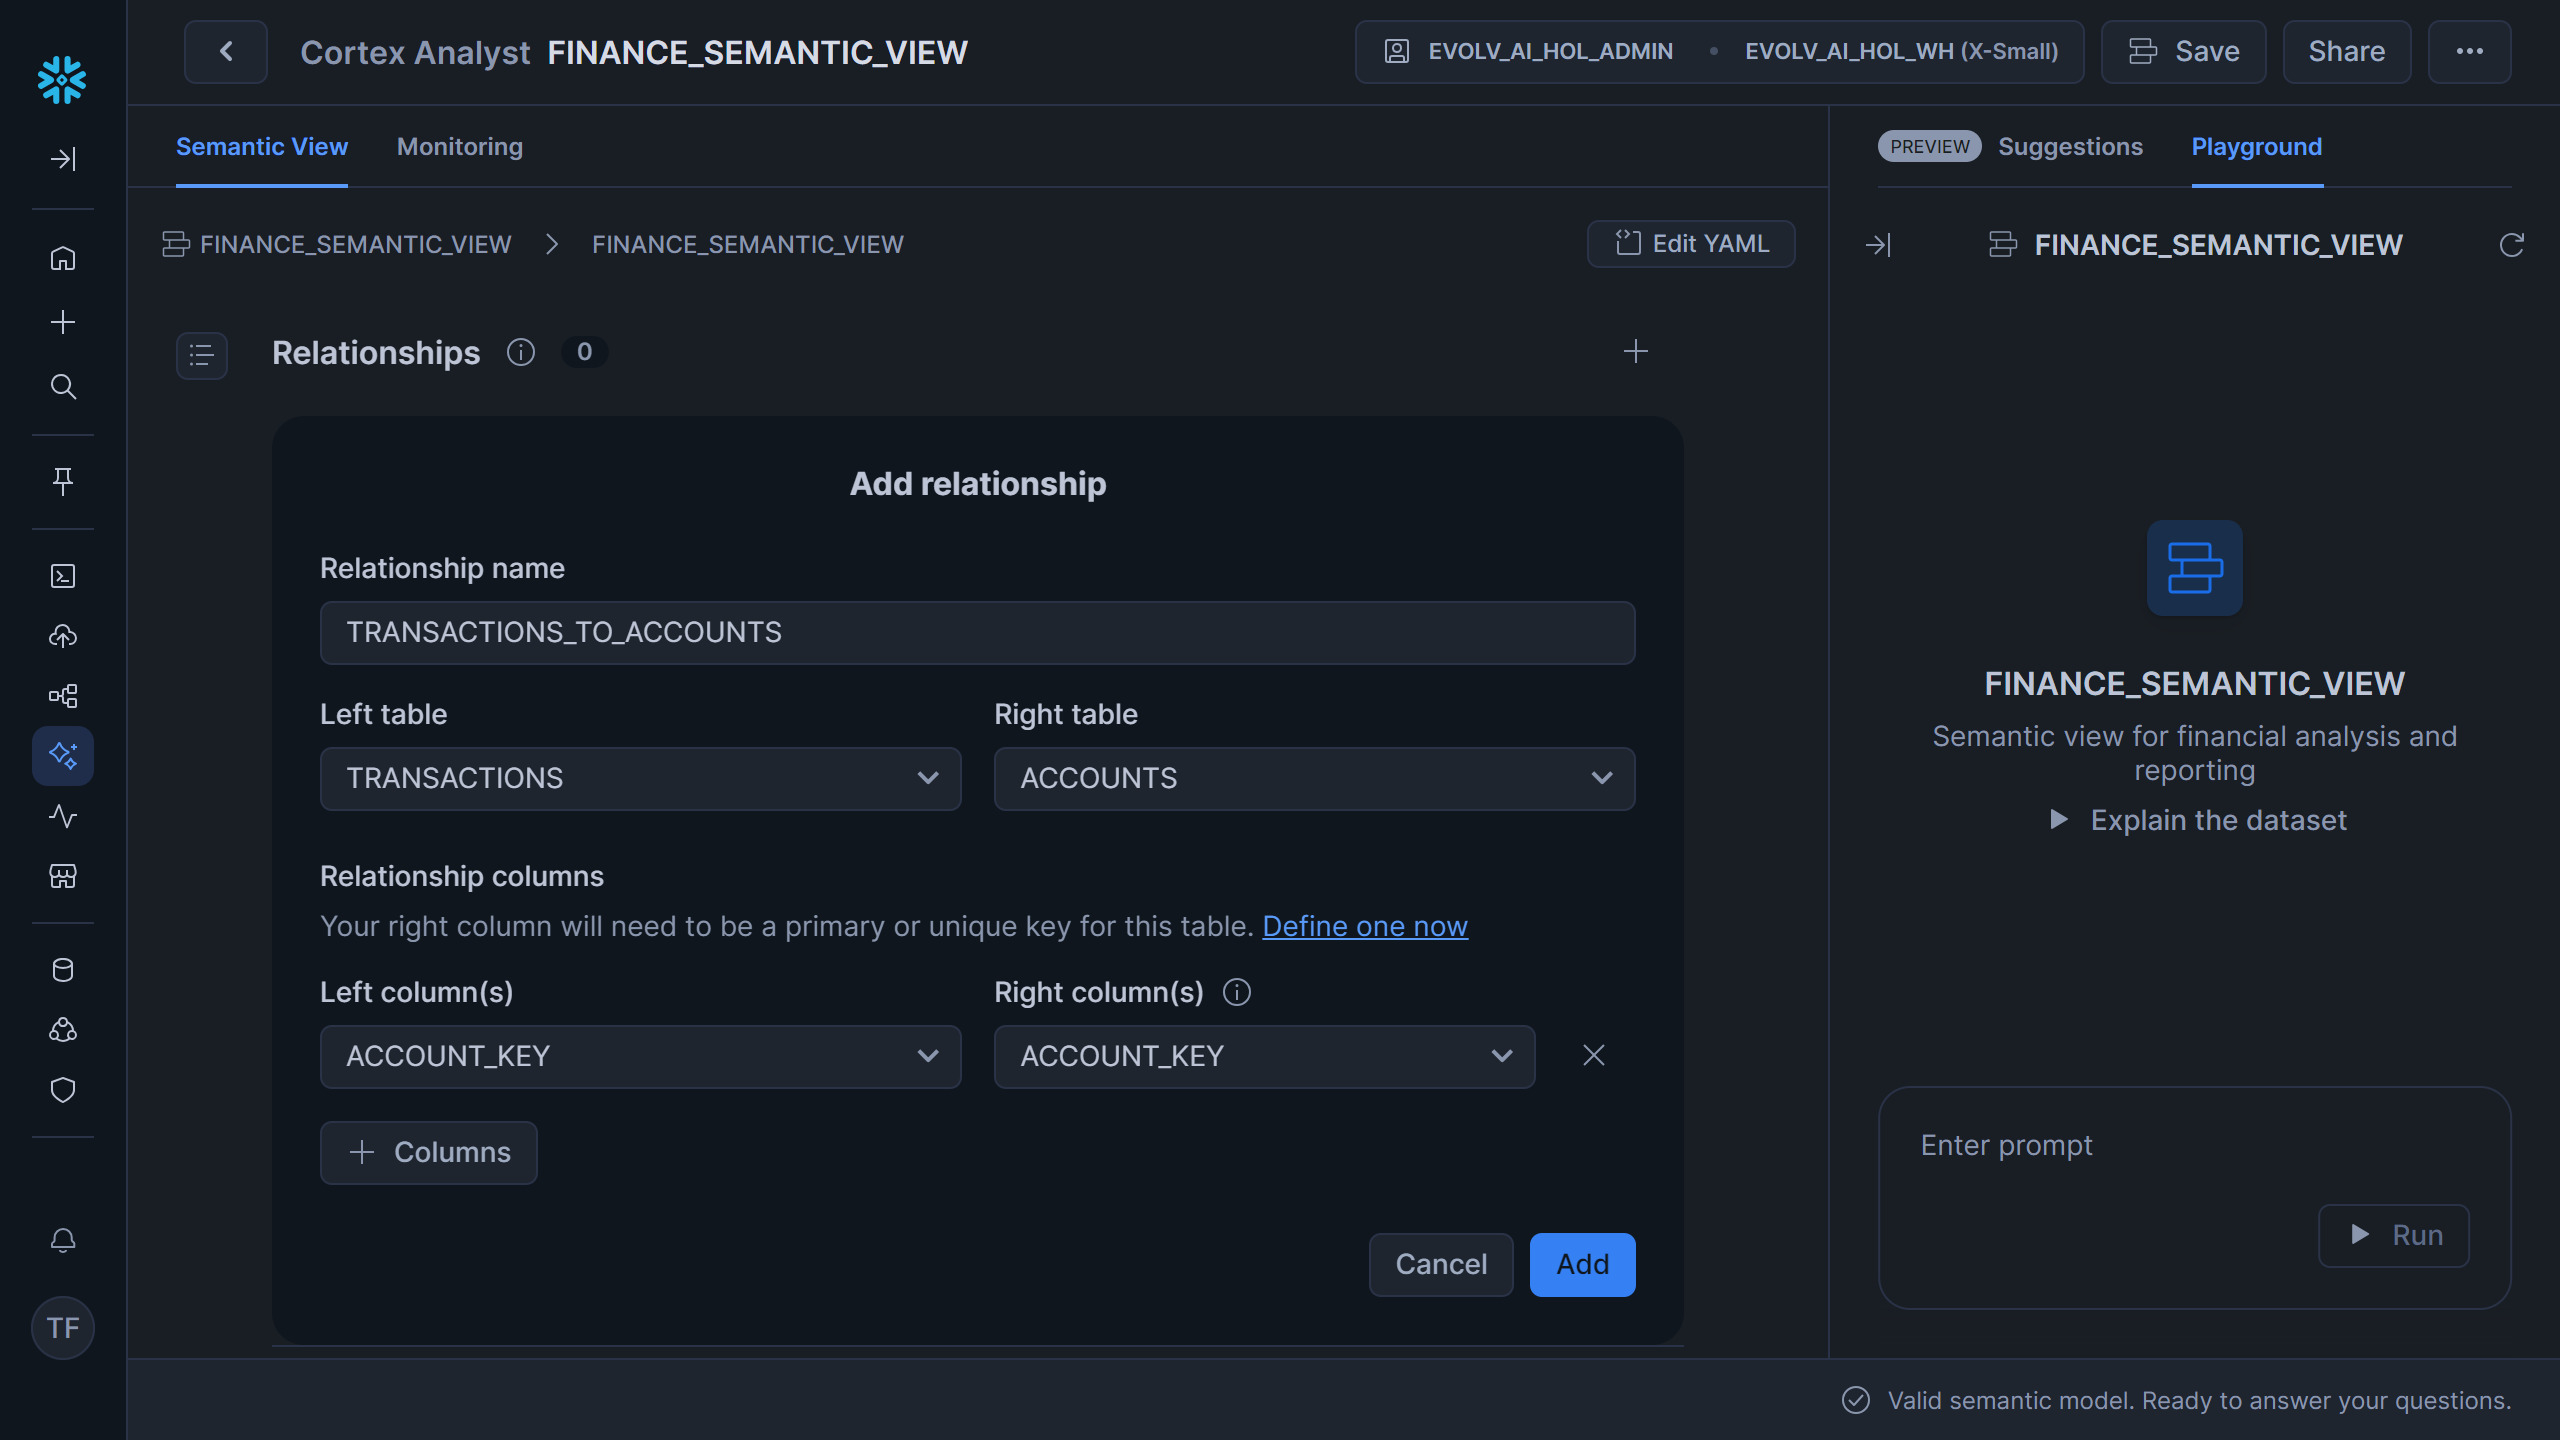 Cortex Analyst FINANCE_SEMANTIC_VIEW
EVOLV_AI_HOL_ADMIN • EVOLV_AI_HOL_WH (X-Small)
Save
Share
Semantic View
Monitoring
PREVIEW Suggestions
Playground
FINANCE_SEMANTIC_VIEW
FINANCE_SEMANTIC_VIEW
Edit YAML
FINANCE_SEMANTIC_VIEW
Relationships 0
Add relationship
Relationship name
TRANSACTIONS_TO_ACCOUNTS
Left table
Right table
TRANSACTIONS
ACCOUNTS
Relationship columns
Your right column will need to be a primary or unique key for this table. Define one now
Left column(s)
Right column(s)
ACCOUNT_KEY
ACCOUNT_KEY
Columns
Cancel
Add
FINANCE_SEMANTIC_VIEW
Semantic view for financial analysis and
reporting
Explain the dataset
Enter prompt
Run
TF
Valid semantic model. Ready to answer your questions.